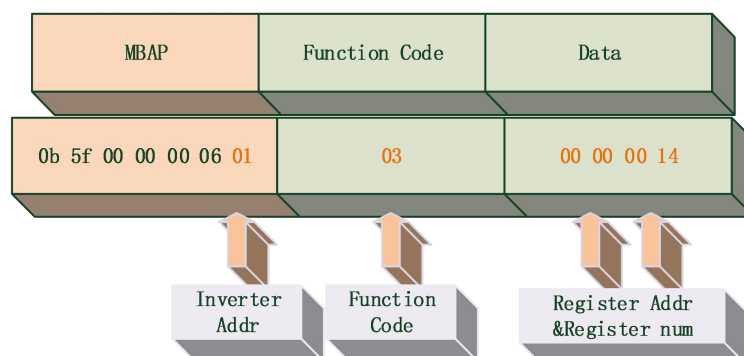 MBAP Function Code Data
0b 5f 00 00 00 06 01 03 00 00 00 14
Inverter
Addr
Function
Code
Register Addr
&Register num